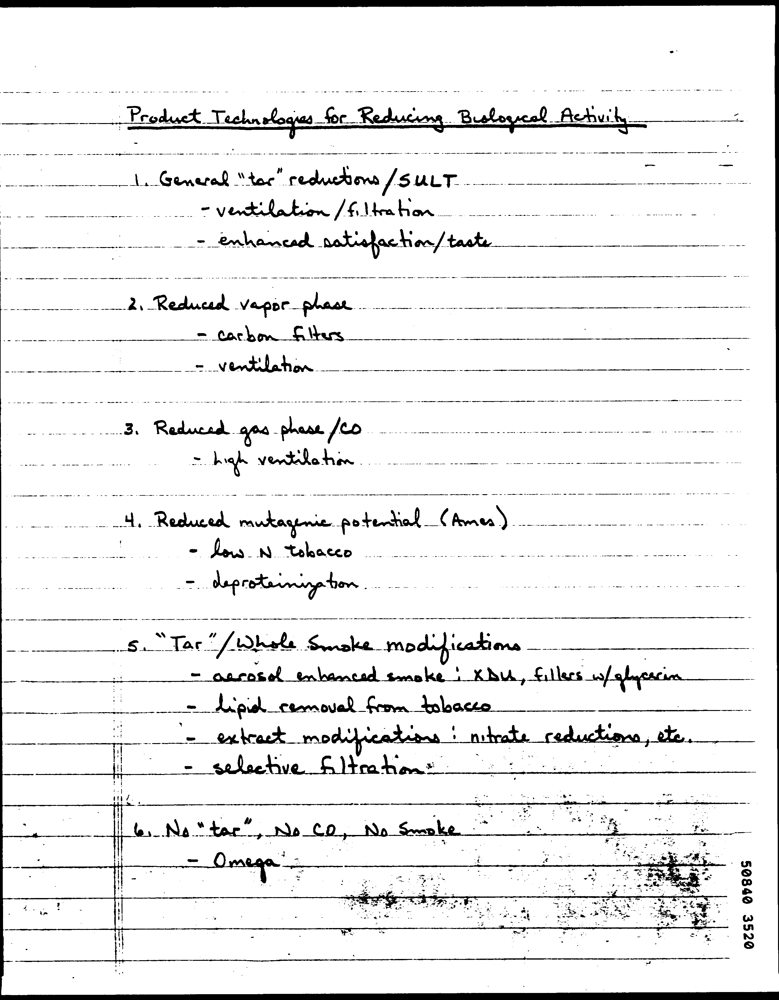 Product Technologies for Reducing Biological Activity
1. General "tar" reductions / SULT
- ventilation / filtration
- enhanced satisfaction / taste
2. Reduced vapor phase
- carbon filters
- ventilation
3. Reduced gas phase / CO
- high ventilation
4. Reduced mutagenic potential (Ames)
- low N tobacco
- deproteinization
5. "Tar" / Whole Smoke modifications
- aerosol enhanced smoke : XDU, fillers w/ glycerin
- lipid removal from tobacco
- extract modifications : nitrate reductions, etc.
- selective filtration
6. No "tar", No CO, No Smoke
- Omega
50840 3520